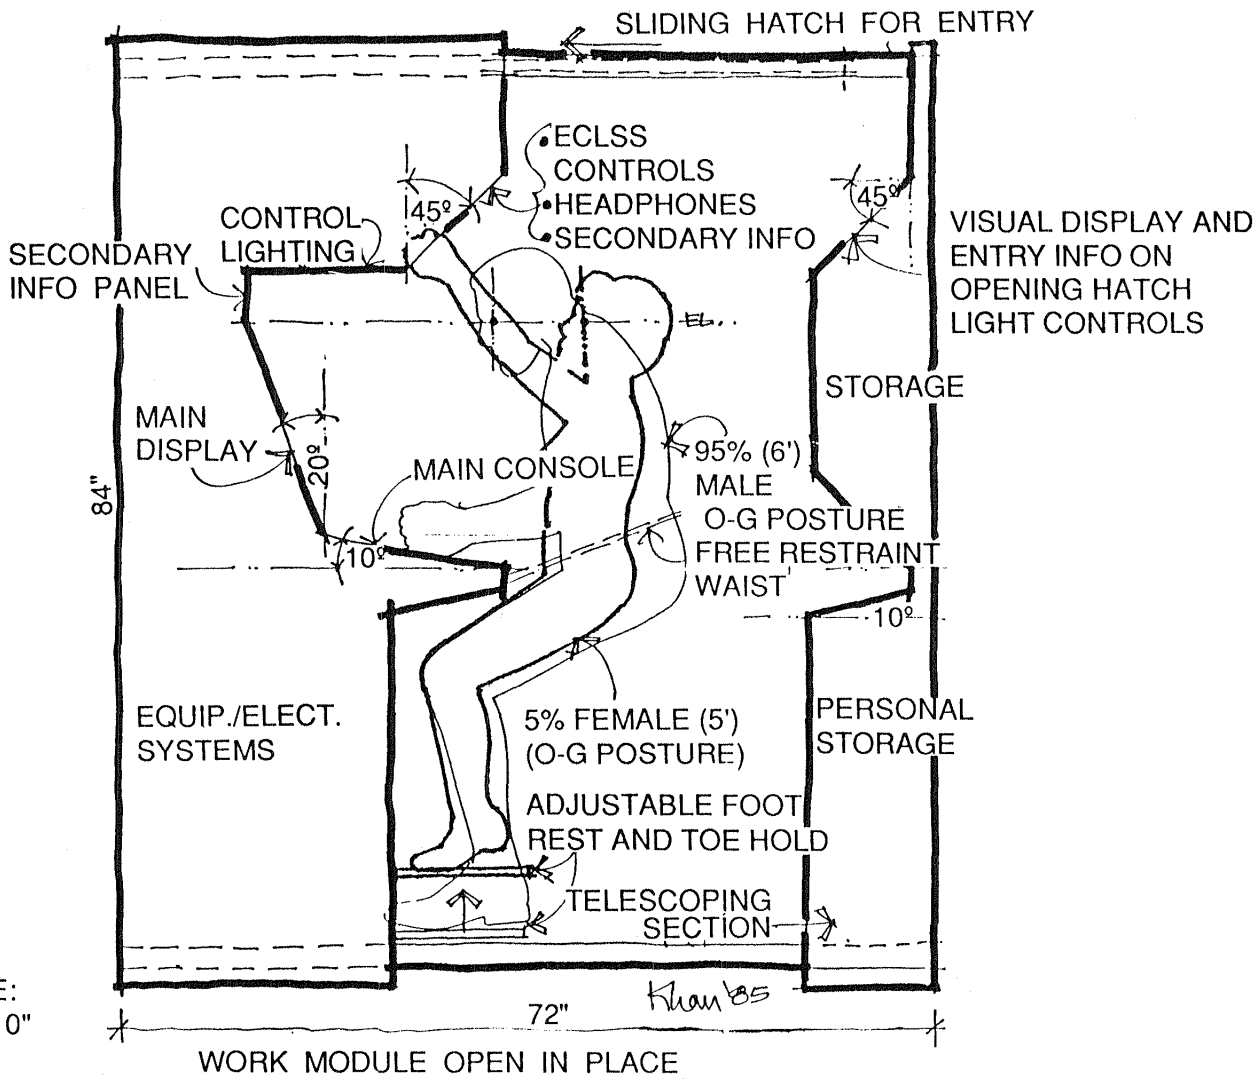 SLIDING HATCH FOR ENTRY
• ECLSS
CONTROLS
• HEADPHONES
• SECONDARY INFO
45º
45º
CONTROL
LIGHTING
SECONDARY
INFO PANEL
VISUAL DISPLAY AND
ENTRY INFO ON
OPENING HATCH
LIGHT CONTROLS
EL.
STORAGE
MAIN
DISPLAY
20º
MAIN CONSOLE
95% (6')
MALE
O-G POSTURE
FREE RESTRAINT
WAIST
84"
10º
10º
EQUIP./ELECT.
SYSTEMS
5% FEMALE (5')
(O-G POSTURE)
PERSONAL
STORAGE
ADJUSTABLE FOOT
REST AND TOE HOLD
TELESCOPING
SECTION
Khan '85
E:
0"
72"
WORK MODULE OPEN IN PLACE